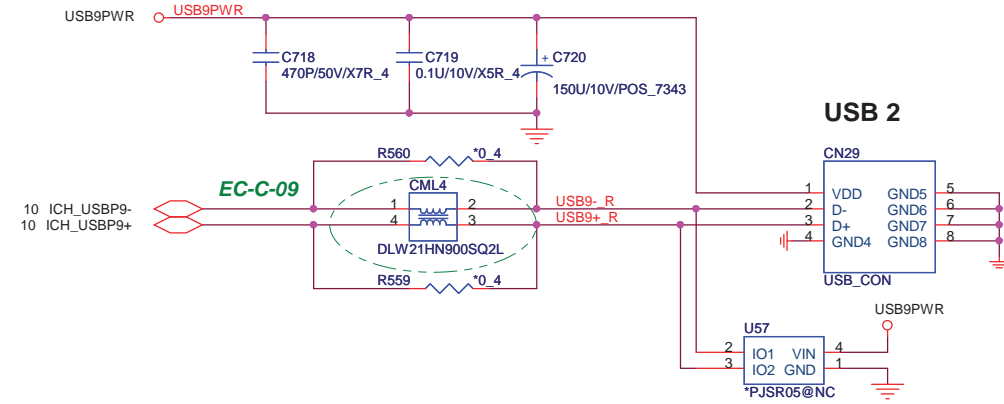 USB9PWR
USB9PWR
C718
470P/50V/X7R_4
C719
0.1U/10V/X5R_4
+
C720
150U/10V/POS_7343
USB 2
R560
*0_4
CN29
EC-C-09
CML4
10 ICH_USBP9-
10 ICH_USBP9+
1
2
4
3
DLW21HN900SQ2L
USB9-_R
USB9+_R
1
2
3
4
VDD
D-
D+
GND4
GND5
GND6
GND7
GND8
5
6
7
8
USB_CON
R559
*0_4
USB9PWR
U57
2
3
IO1
IO2
VIN
GND
4
1
*PJSR05@NC